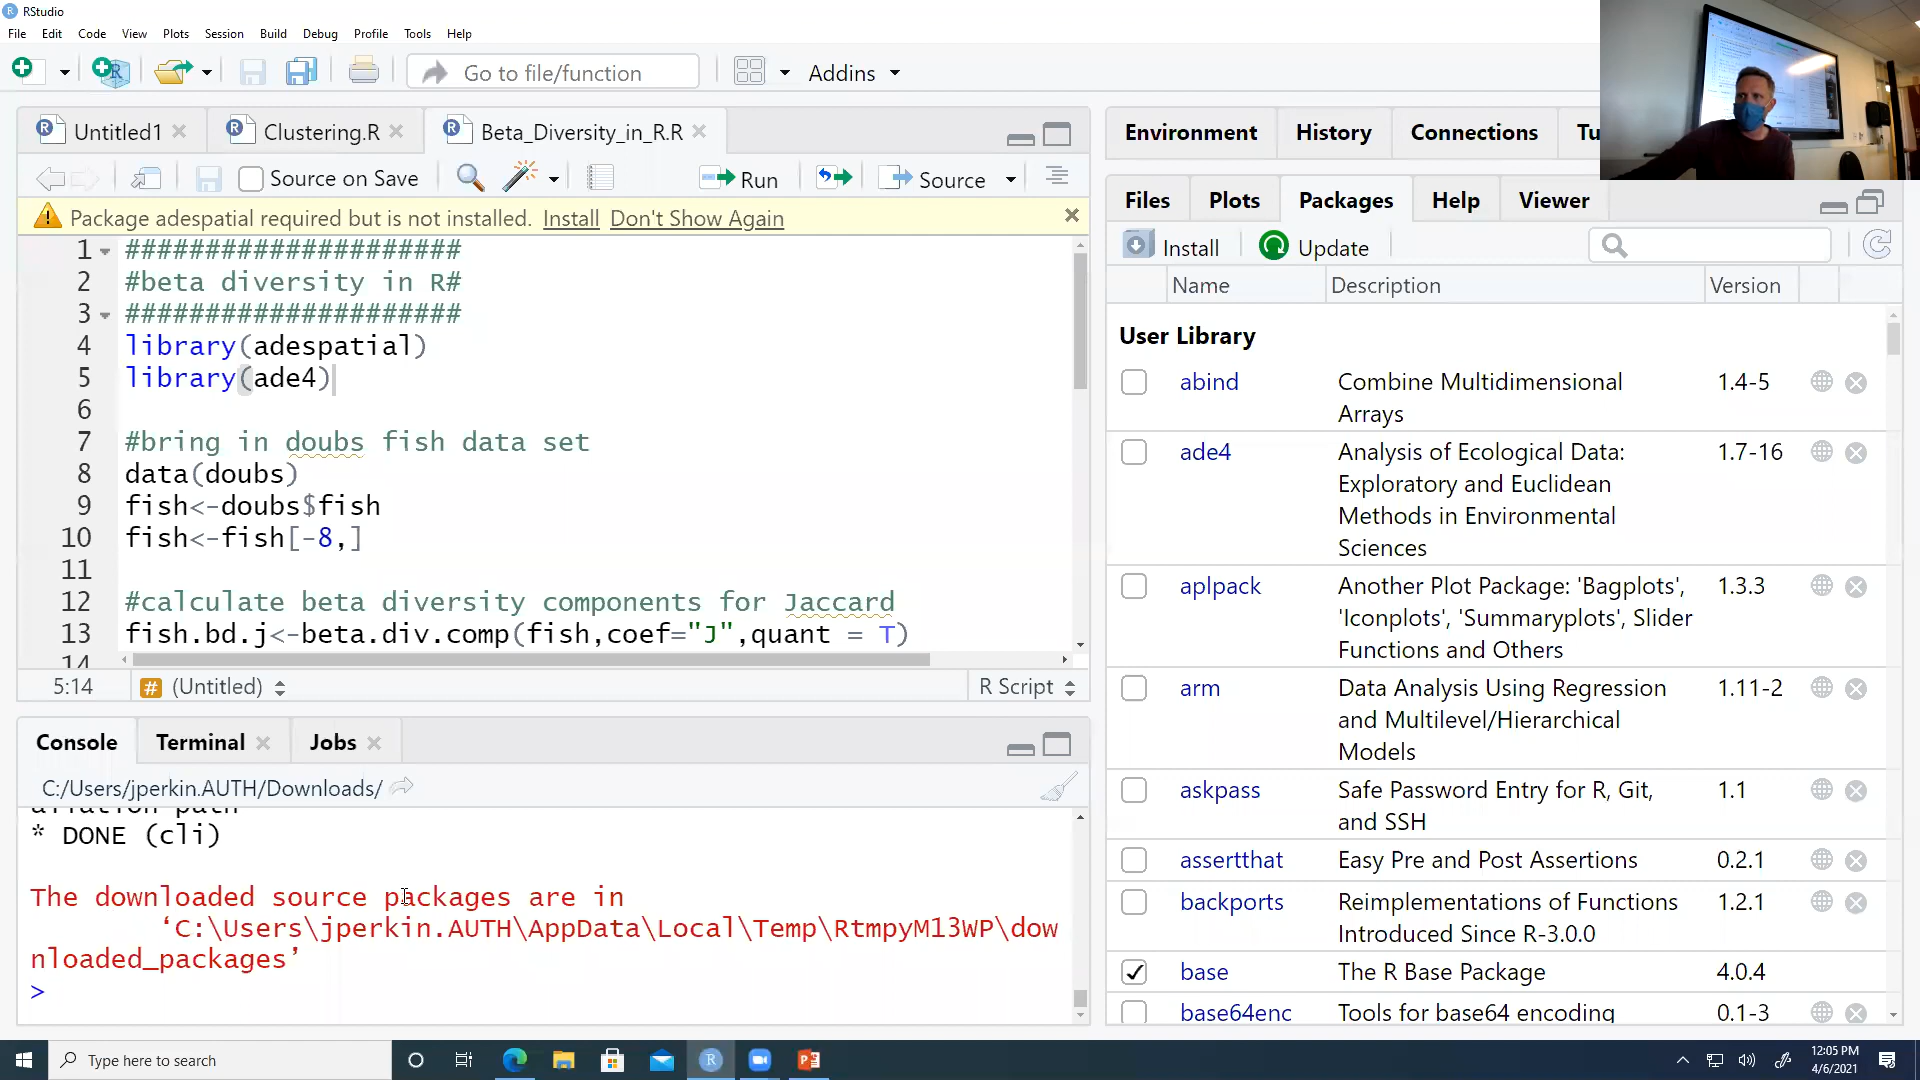 RStudio
File Edit Code View Plots Session Build Debug Profile Tools Help
Go to file/function
Addins
Untitled1
Clustering.R
Beta_Diversity_in_R.R
Source on Save
Run
Source
Package adespatial required but is not installed. Install Don't Show Again
1 #####################
2 #beta diversity in R#
3 #####################
4 library(adespatial)
5 library(ade4)
6
7 #bring in doubs fish data set
8 data(doubs)
9 fish<-doubs$fish
10 fish<-fish[-8,]
11
12 #calculate beta diversity components for Jaccard
13 fish.bd.j<-beta.div.comp(fish,coef="J",quant = T)
14
5:14 # (Untitled) R Script
Console Terminal Jobs
C:/Users/jperkin.AUTH/Downloads/
ariation path
* DONE (cli)
The downloaded source packages are in
‘C:\Users\jperkin.AUTH\AppData\Local\Temp\RtmpyM13WP\dow
nloaded_packages’
>
Environment History Connections Tu
Files Plots Packages Help Viewer
Install Update
Name Description Version
User Library
abind Combine Multidimensional 1.4-5
Arrays
ade4 Analysis of Ecological Data: 1.7-16
Exploratory and Euclidean
Methods in Environmental
Sciences
aplpack Another Plot Package: 'Bagplots', 1.3.3
'Iconplots', 'Summaryplots', Slider
Functions and Others
arm Data Analysis Using Regression 1.11-2
and Multilevel/Hierarchical
Models
askpass Safe Password Entry for R, Git, 1.1
and SSH
assertthat Easy Pre and Post Assertions 0.2.1
backports Reimplementations of Functions 1.2.1
Introduced Since R-3.0.0
base The R Base Package 4.0.4
base64enc Tools for base64 encoding 0.1-3
Type here to search
12:05 PM
4/6/2021